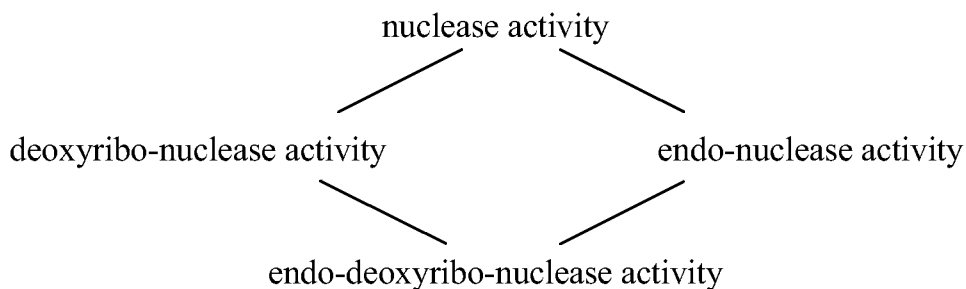 nuclease activity
deoxyribo-nuclease activity
endo-nuclease activity
endo-deoxyribo-nuclease activity